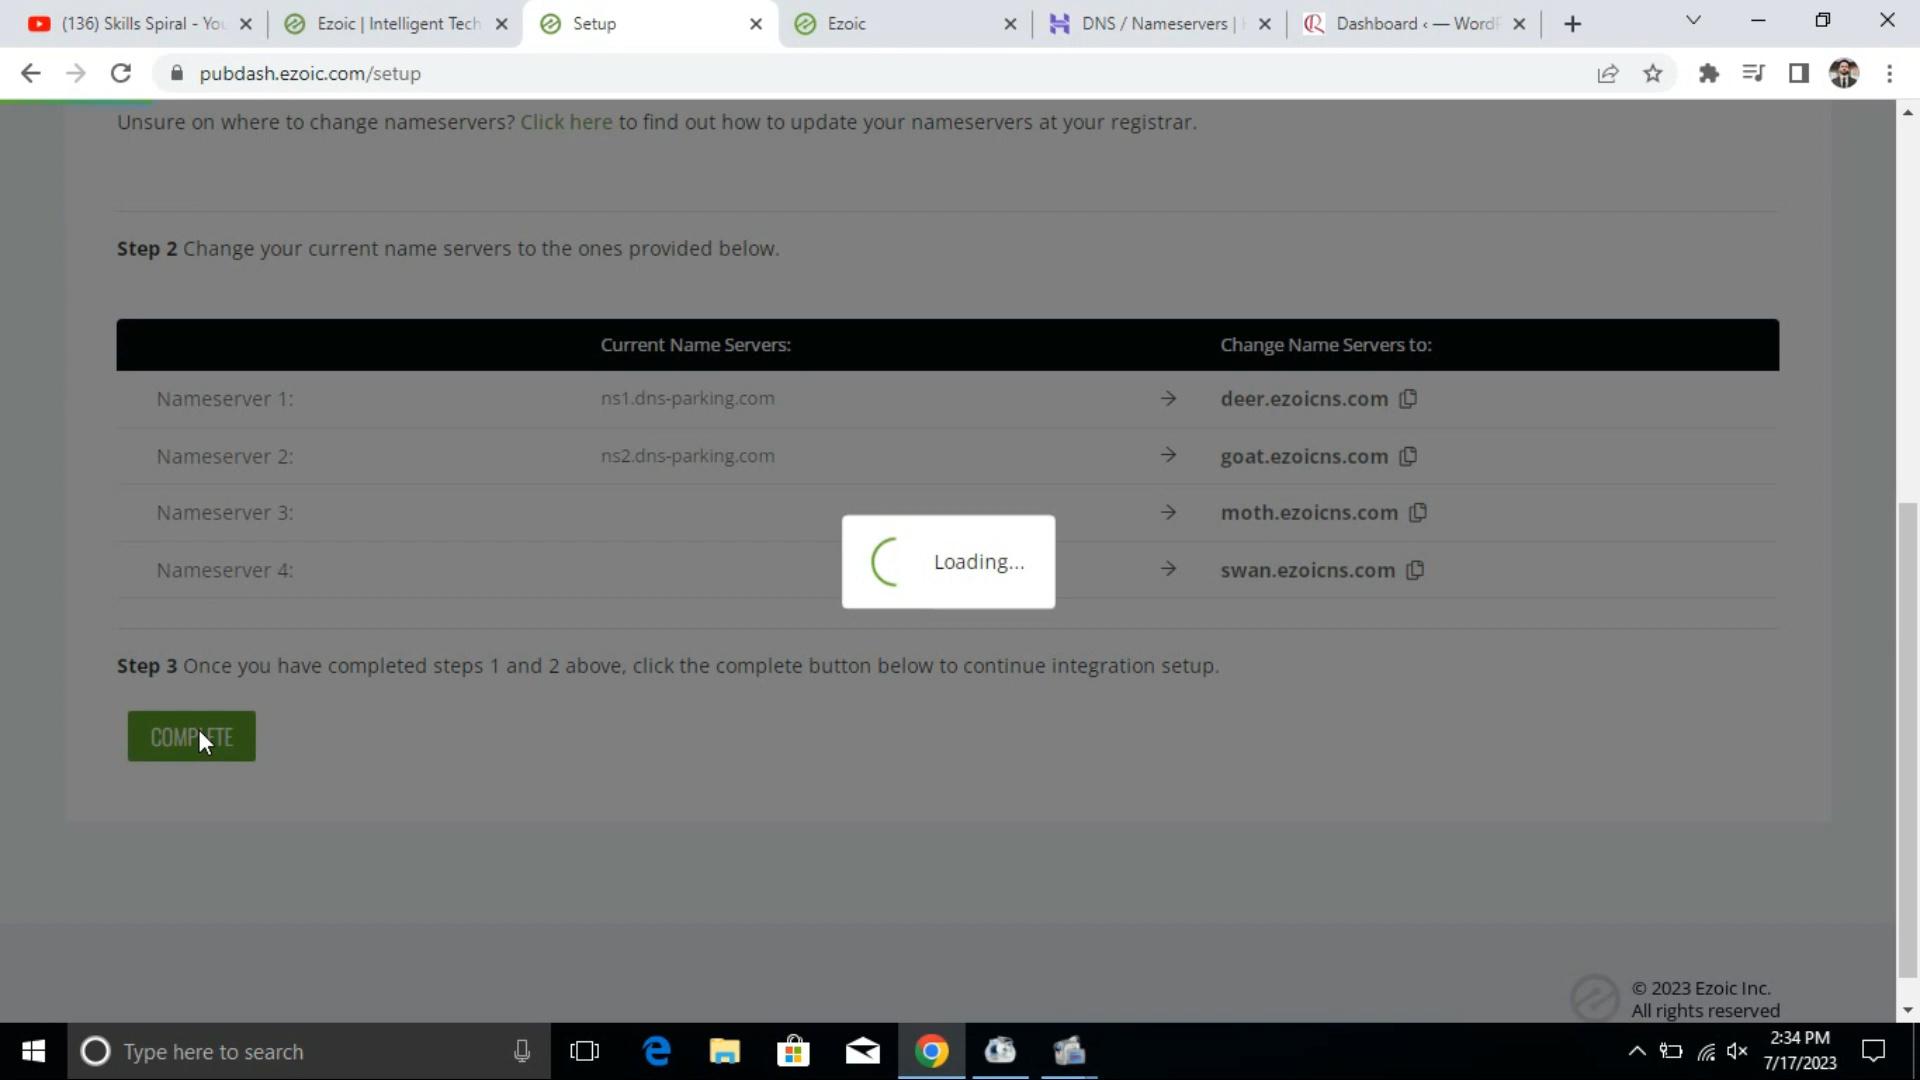 (136) Skills Spiral - You
Ezoic | Intelligent Tech
Setup
Ezoic
DNS / Nameservers |
Dashboard ‹ — WordP
pubdash.ezoic.com/setup
Unsure on where to change nameservers? Click here to find out how to update your nameservers at your registrar.
Step 2 Change your current name servers to the ones provided below.
Current Name Servers: Change Name Servers to:
Nameserver 1: ns1.dns-parking.com → deer.ezoicns.com
Nameserver 2: ns2.dns-parking.com → goat.ezoicns.com
Nameserver 3: → moth.ezoicns.com
Nameserver 4: → swan.ezoicns.com
Loading...
Step 3 Once you have completed steps 1 and 2 above, click the complete button below to continue integration setup.
COMPLETE
© 2023 Ezoic Inc.
All rights reserved
Type here to search
2:34 PM
7/17/2023